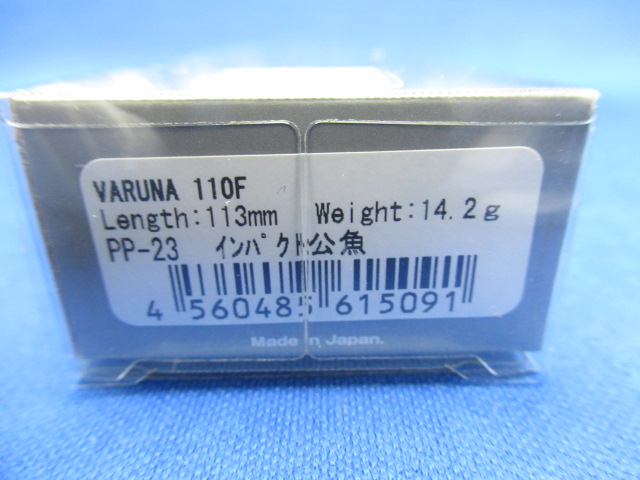 VARUNA 110F
Length:113mm Weight:14.2g
PP-23 ｲﾝﾊﾟｸﾄ公魚
4 560485 615091
Made in Japan.